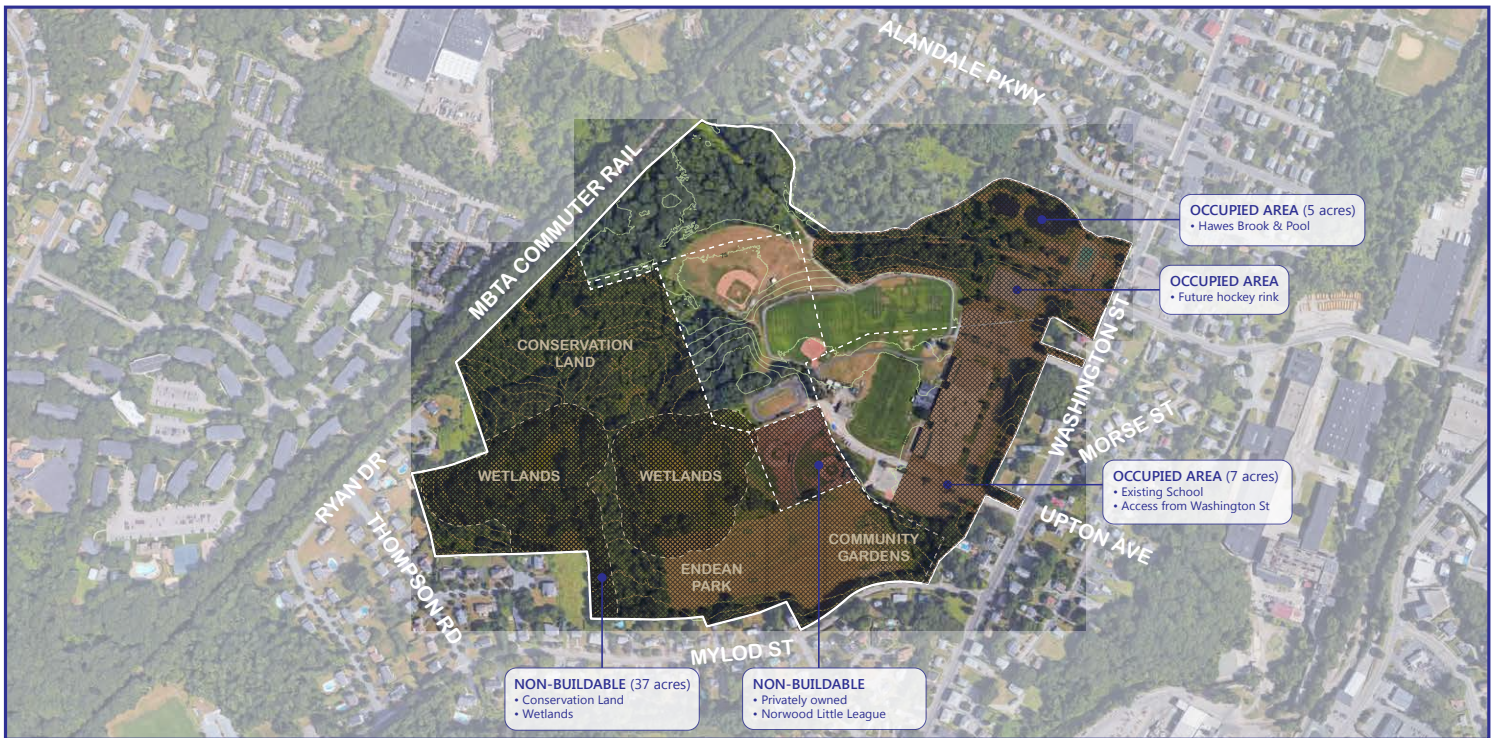 ALANDALE PKWY
MBTA COMMUTER RAIL
OCCUPIED AREA (5 acres)
• Hawes Brook & Pool
OCCUPIED AREA
• Future hockey rink
CONSERVATION
LAND
WASHINGTON ST
MORSE ST
WETLANDS
WETLANDS
OCCUPIED AREA (7 acres)
• Existing School
• Access from Washington St
RYAN DR
THOMPSON RD
UPTON AVE
COMMUNITY
GARDENS
ENDEAN
PARK
MYLOD ST
NON-BUILDABLE (37 acres)
• Conservation Land
• Wetlands
NON-BUILDABLE
• Privately owned
• Norwood Little League